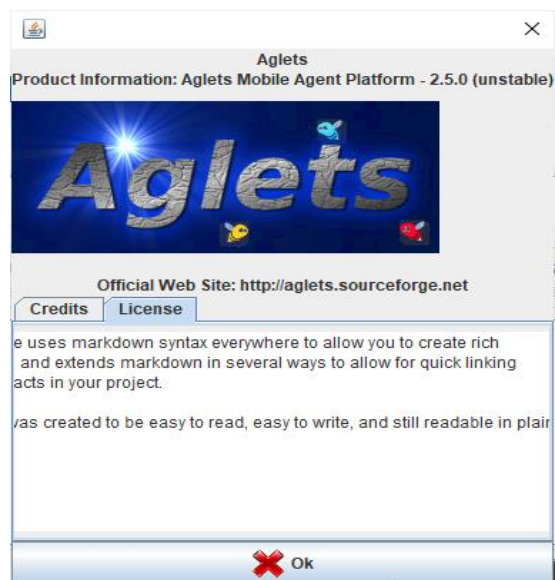 Aglets
Product Information: Aglets Mobile Agent Platform - 2.5.0 (unstable)
Aglets
Official Web Site: http://aglets.sourceforge.net
Credits License
e uses markdown syntax everywhere to allow you to create rich
and extends markdown in several ways to allow for quick linking
acts in your project.
was created to be easy to read, easy to write, and still readable in plain
Ok